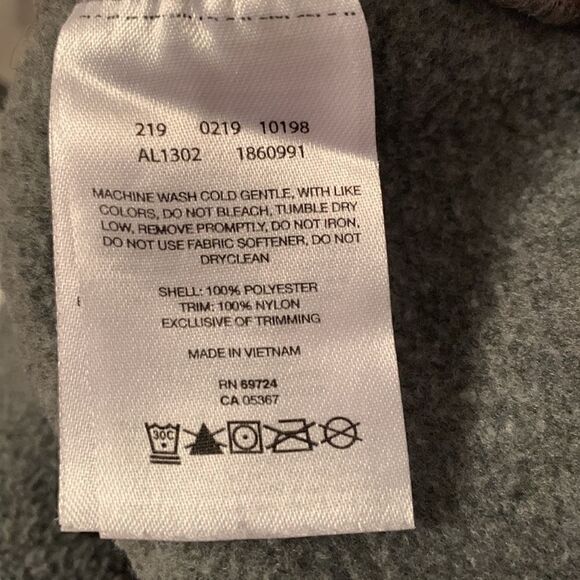 219 0219 10198
AL1302 1860991
MACHINE WASH COLD GENTLE, WITH LIKE
COLORS, DO NOT BLEACH, TUMBLE DRY
LOW, REMOVE PROMPTLY, DO NOT IRON,
DO NOT USE FABRIC SOFTENER, DO NOT
DRYCLEAN
SHELL: 100% POLYESTER
TRIM: 100% NYLON
EXCLUSIVE OF TRIMMING
MADE IN VIETNAM
RN 69724
CA 05367
30C